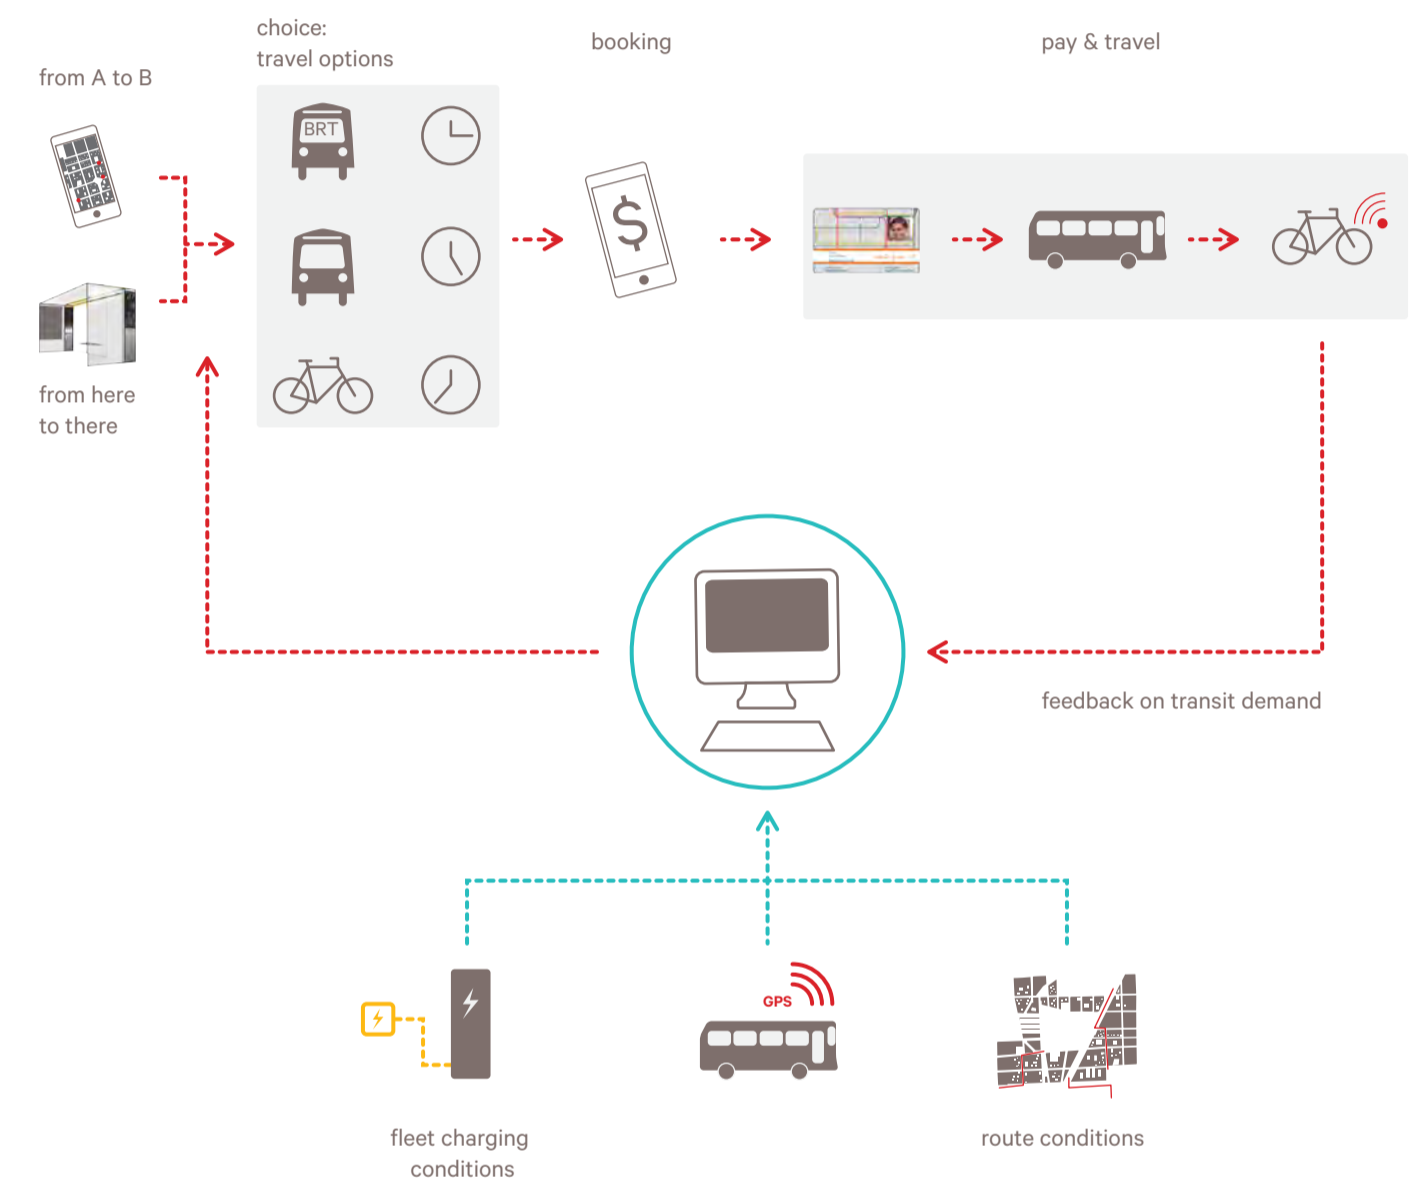 choice:
travel options
booking
pay & travel
from A to B
BRT
$
from here
to there
feedback on transit demand
GPS
fleet charging
conditions
route conditions